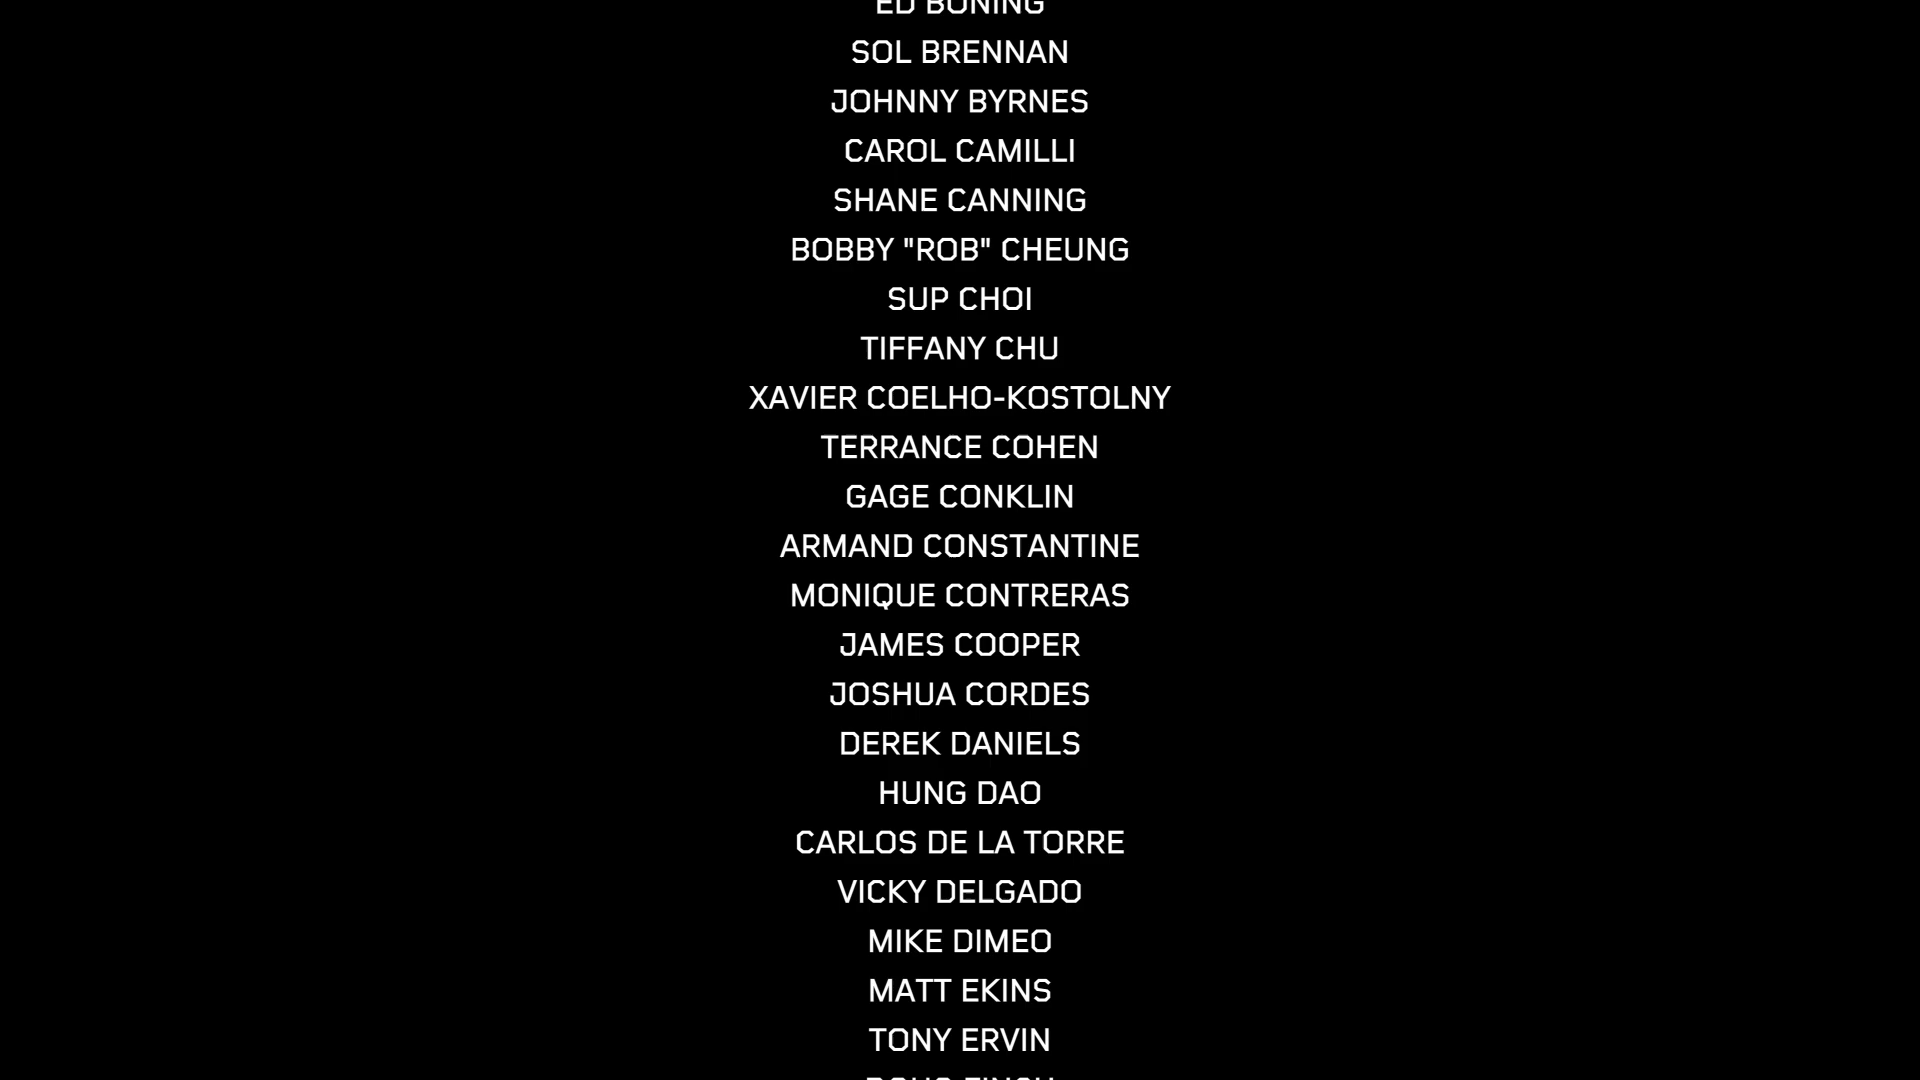 ED BONING
SOL BRENNAN
JOHNNY BYRNES
CAROL CAMILLI
SHANE CANNING
BOBBY "ROB" CHEUNG
SUP CHOI
TIFFANY CHU
XAVIER COELHO-KOSTOLNY
TERRANCE COHEN
GAGE CONKLIN
ARMAND CONSTANTINE
MONIQUE CONTRERAS
JAMES COOPER
JOSHUA CORDES
DEREK DANIELS
HUNG DAO
CARLOS DE LA TORRE
VICKY DELGADO
MIKE DIMEO
MATT EKINS
TONY ERVIN